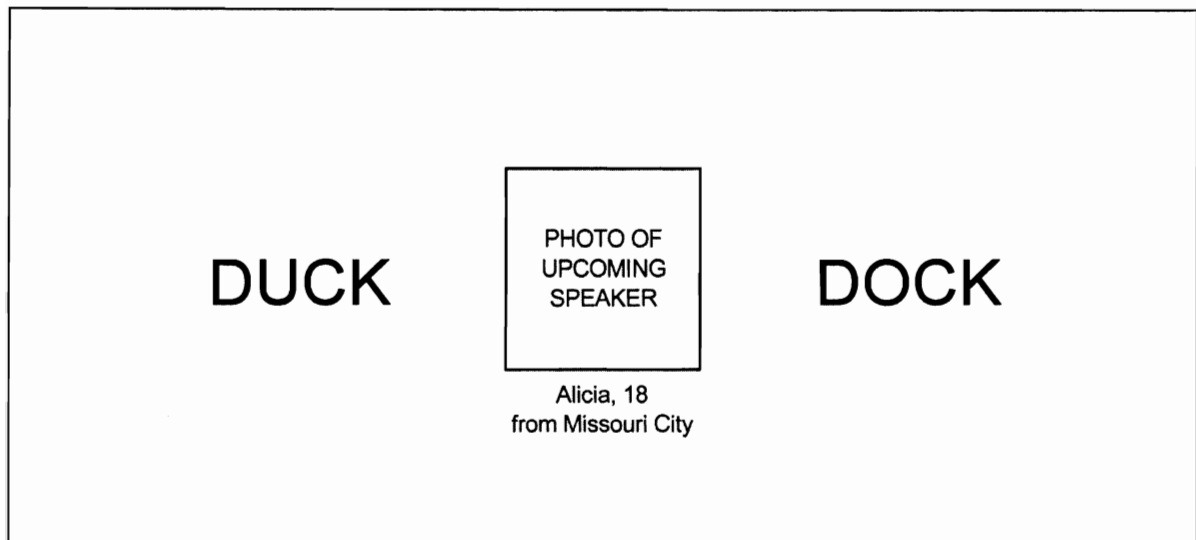 DUCK
PHOTO OF
UPCOMING
SPEAKER
DOCK
Alicia, 18
from Missouri City